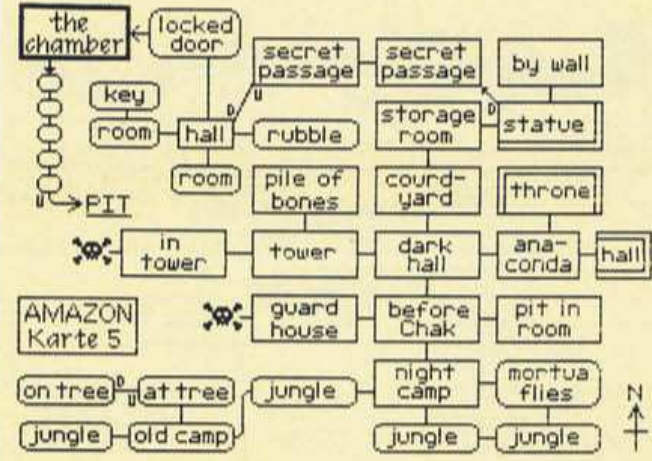 the
chamber
locked
door
secret
passage
secret
passage
by wall
key
room
hall
D
U
rubble
storage
room
D
statue
room
pile of
bones
courd-
yard
throne
U
PIT
in
tower
tower
dark
hall
ana-
conda
hall
AMAZON
Karte 5
guard
house
before
Chak
pit in
room
on tree
D
U
at tree
jungle
night
camp
mortua
flies
N
jungle
old camp
jungle
jungle